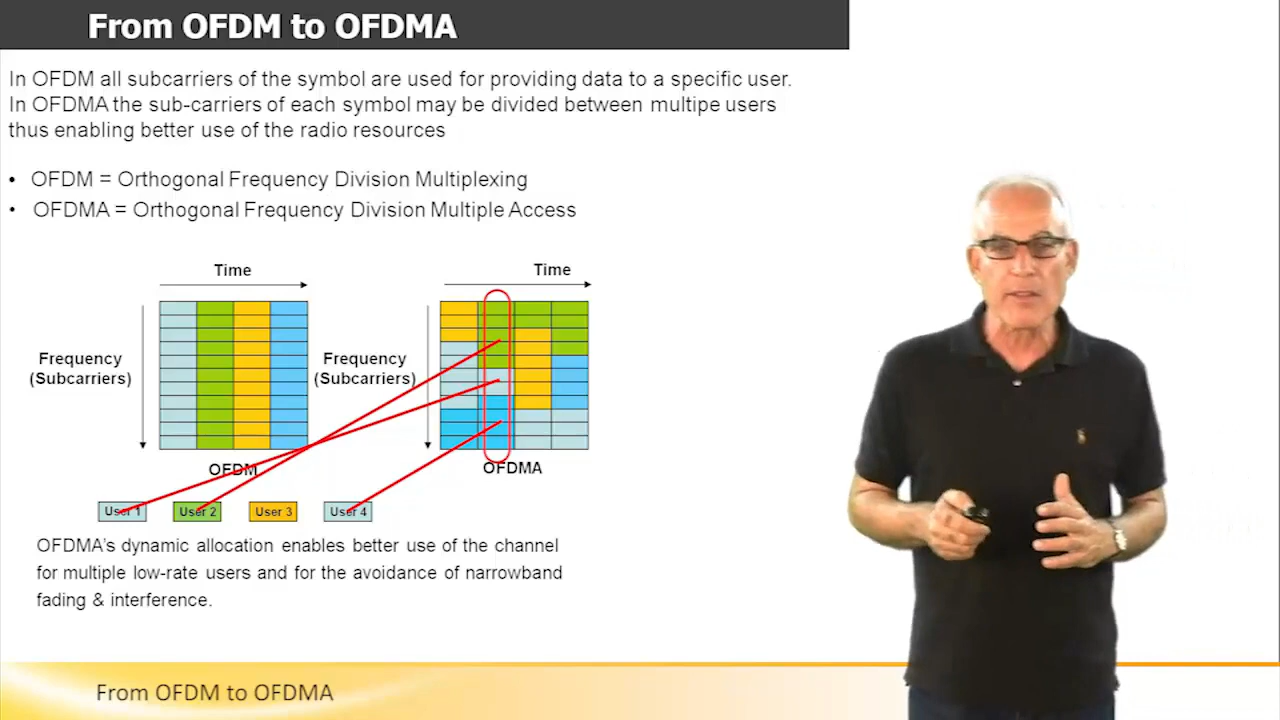 From OFDM to OFDMA
In OFDM all subcarriers of the symbol are used for providing data to a specific user.
In OFDMA the sub-carriers of each symbol may be divided between multipe users
thus enabling better use of the radio resources
• OFDM = Orthogonal Frequency Division Multiplexing
• OFDMA = Orthogonal Frequency Division Multiple Access
Time
Time
Frequency
(Subcarriers)
Frequency
(Subcarriers)
OFDM
OFDMA
User 1
User 2
User 3
User 4
OFDMA's dynamic allocation enables better use of the channel
for multiple low-rate users and for the avoidance of narrowband
fading & interference.
From OFDM to OFDMA